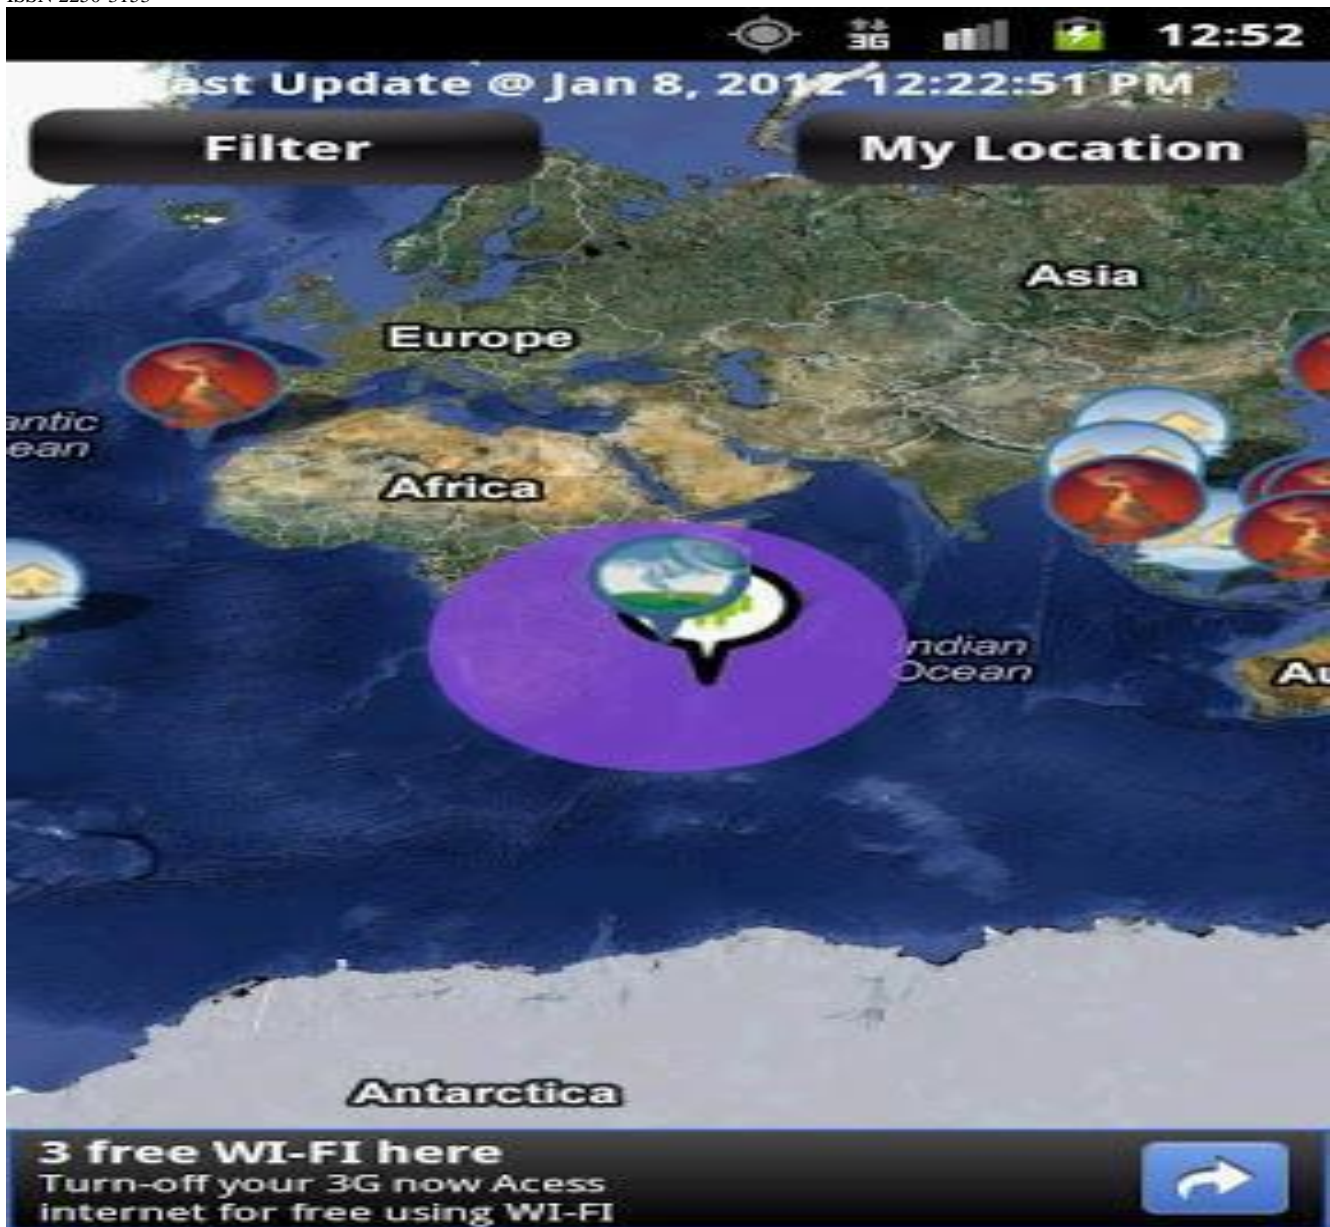 12:52
3G
ast Update @ Jan 8, 2012 12:22:51 PM
Filter
My Location
Asia
Europe
antic
ean
Africa
ndian
Ocean
Au
Antarctica
3 free WI-FI here
Turn-off your 3G now Acess
internet for free using WI-FI